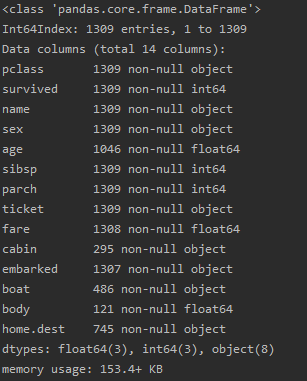 <class 'pandas.core.frame.DataFrame'>
Int64Index: 1309 entries, 1 to 1309
Data columns (total 14 columns):
pclass       1309 non-null object
survived     1309 non-null int64
name         1309 non-null object
sex          1309 non-null object
age          1046 non-null float64
sibsp        1309 non-null int64
parch        1309 non-null int64
ticket       1309 non-null object
fare         1308 non-null float64
cabin        295 non-null object
embarked     1307 non-null object
boat         486 non-null object
body         121 non-null float64
home.dest    745 non-null object
dtypes: float64(3), int64(3), object(8)
memory usage: 153.4+ KB